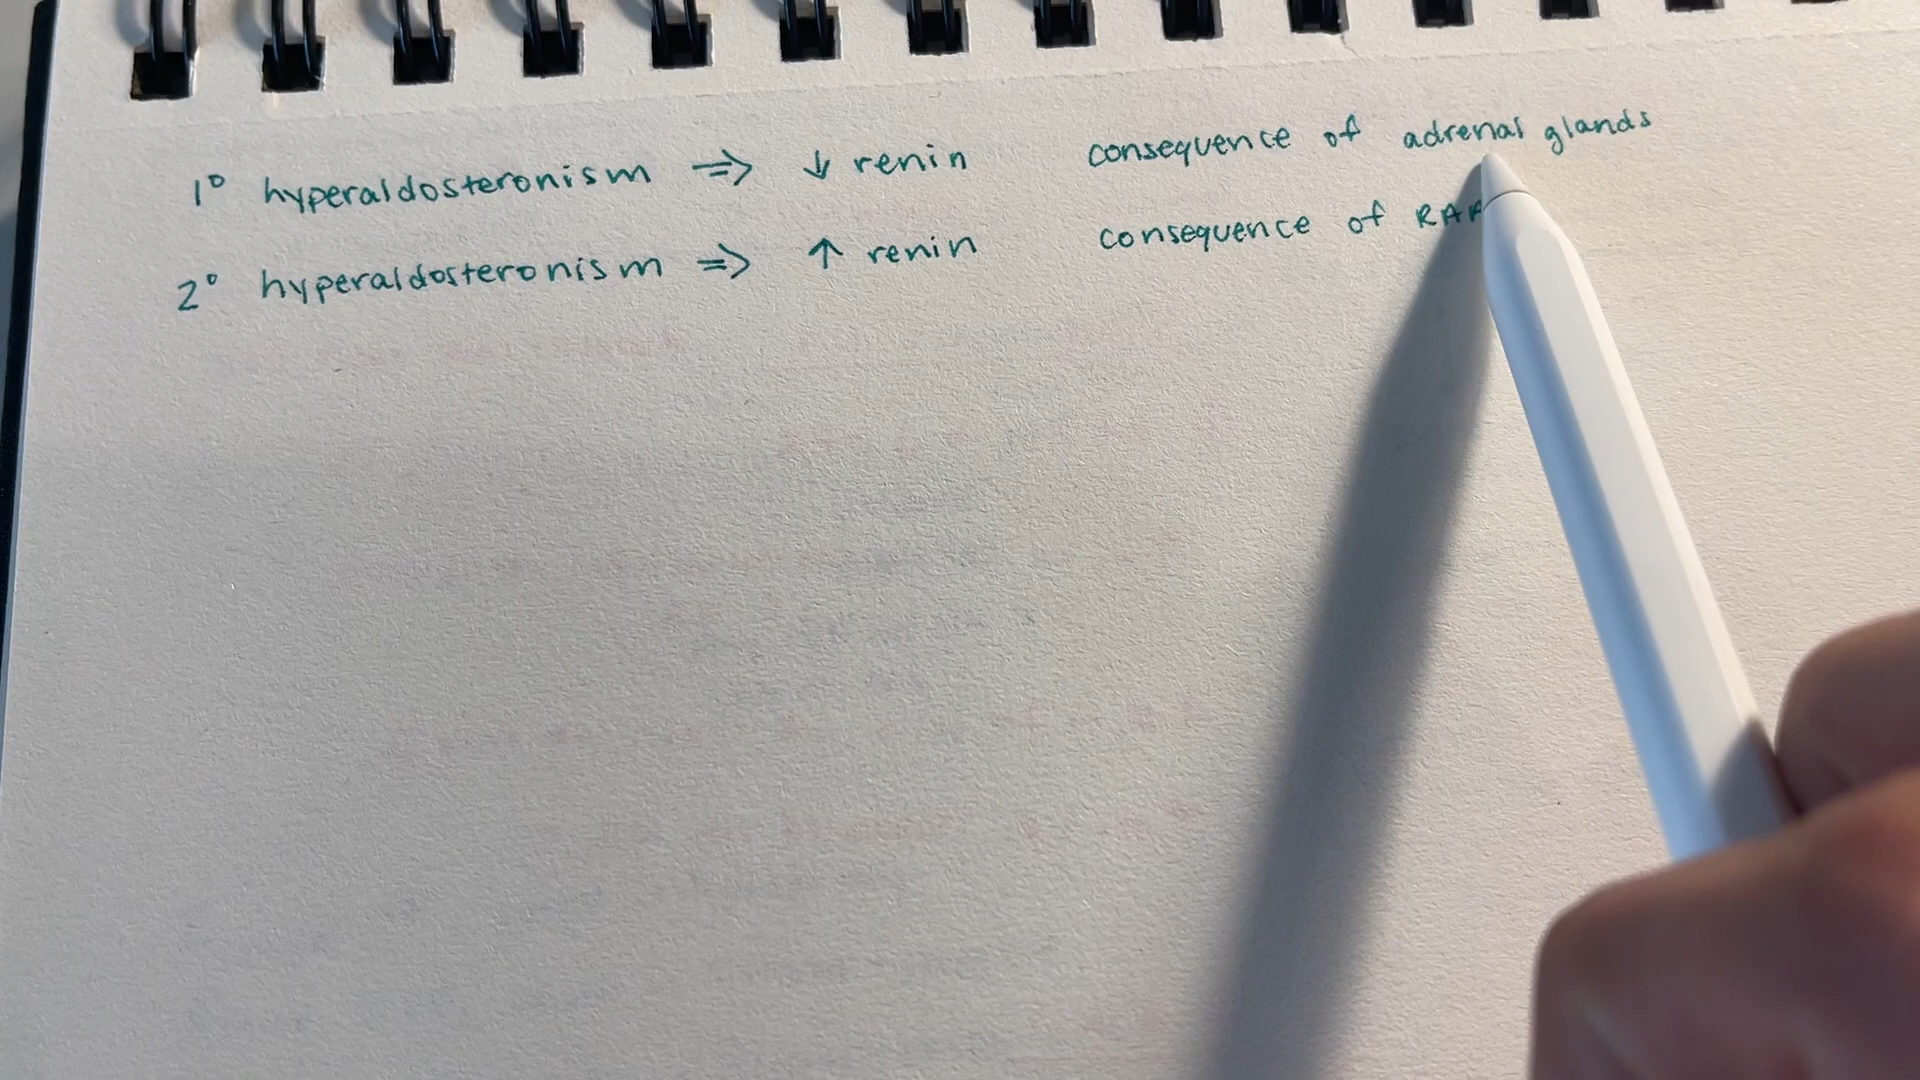 1° hyperaldosteronism ⇒ ↓ renin consequence of adrenal glands
2° hyperaldosteronism ⇒ ↑ renin consequence of